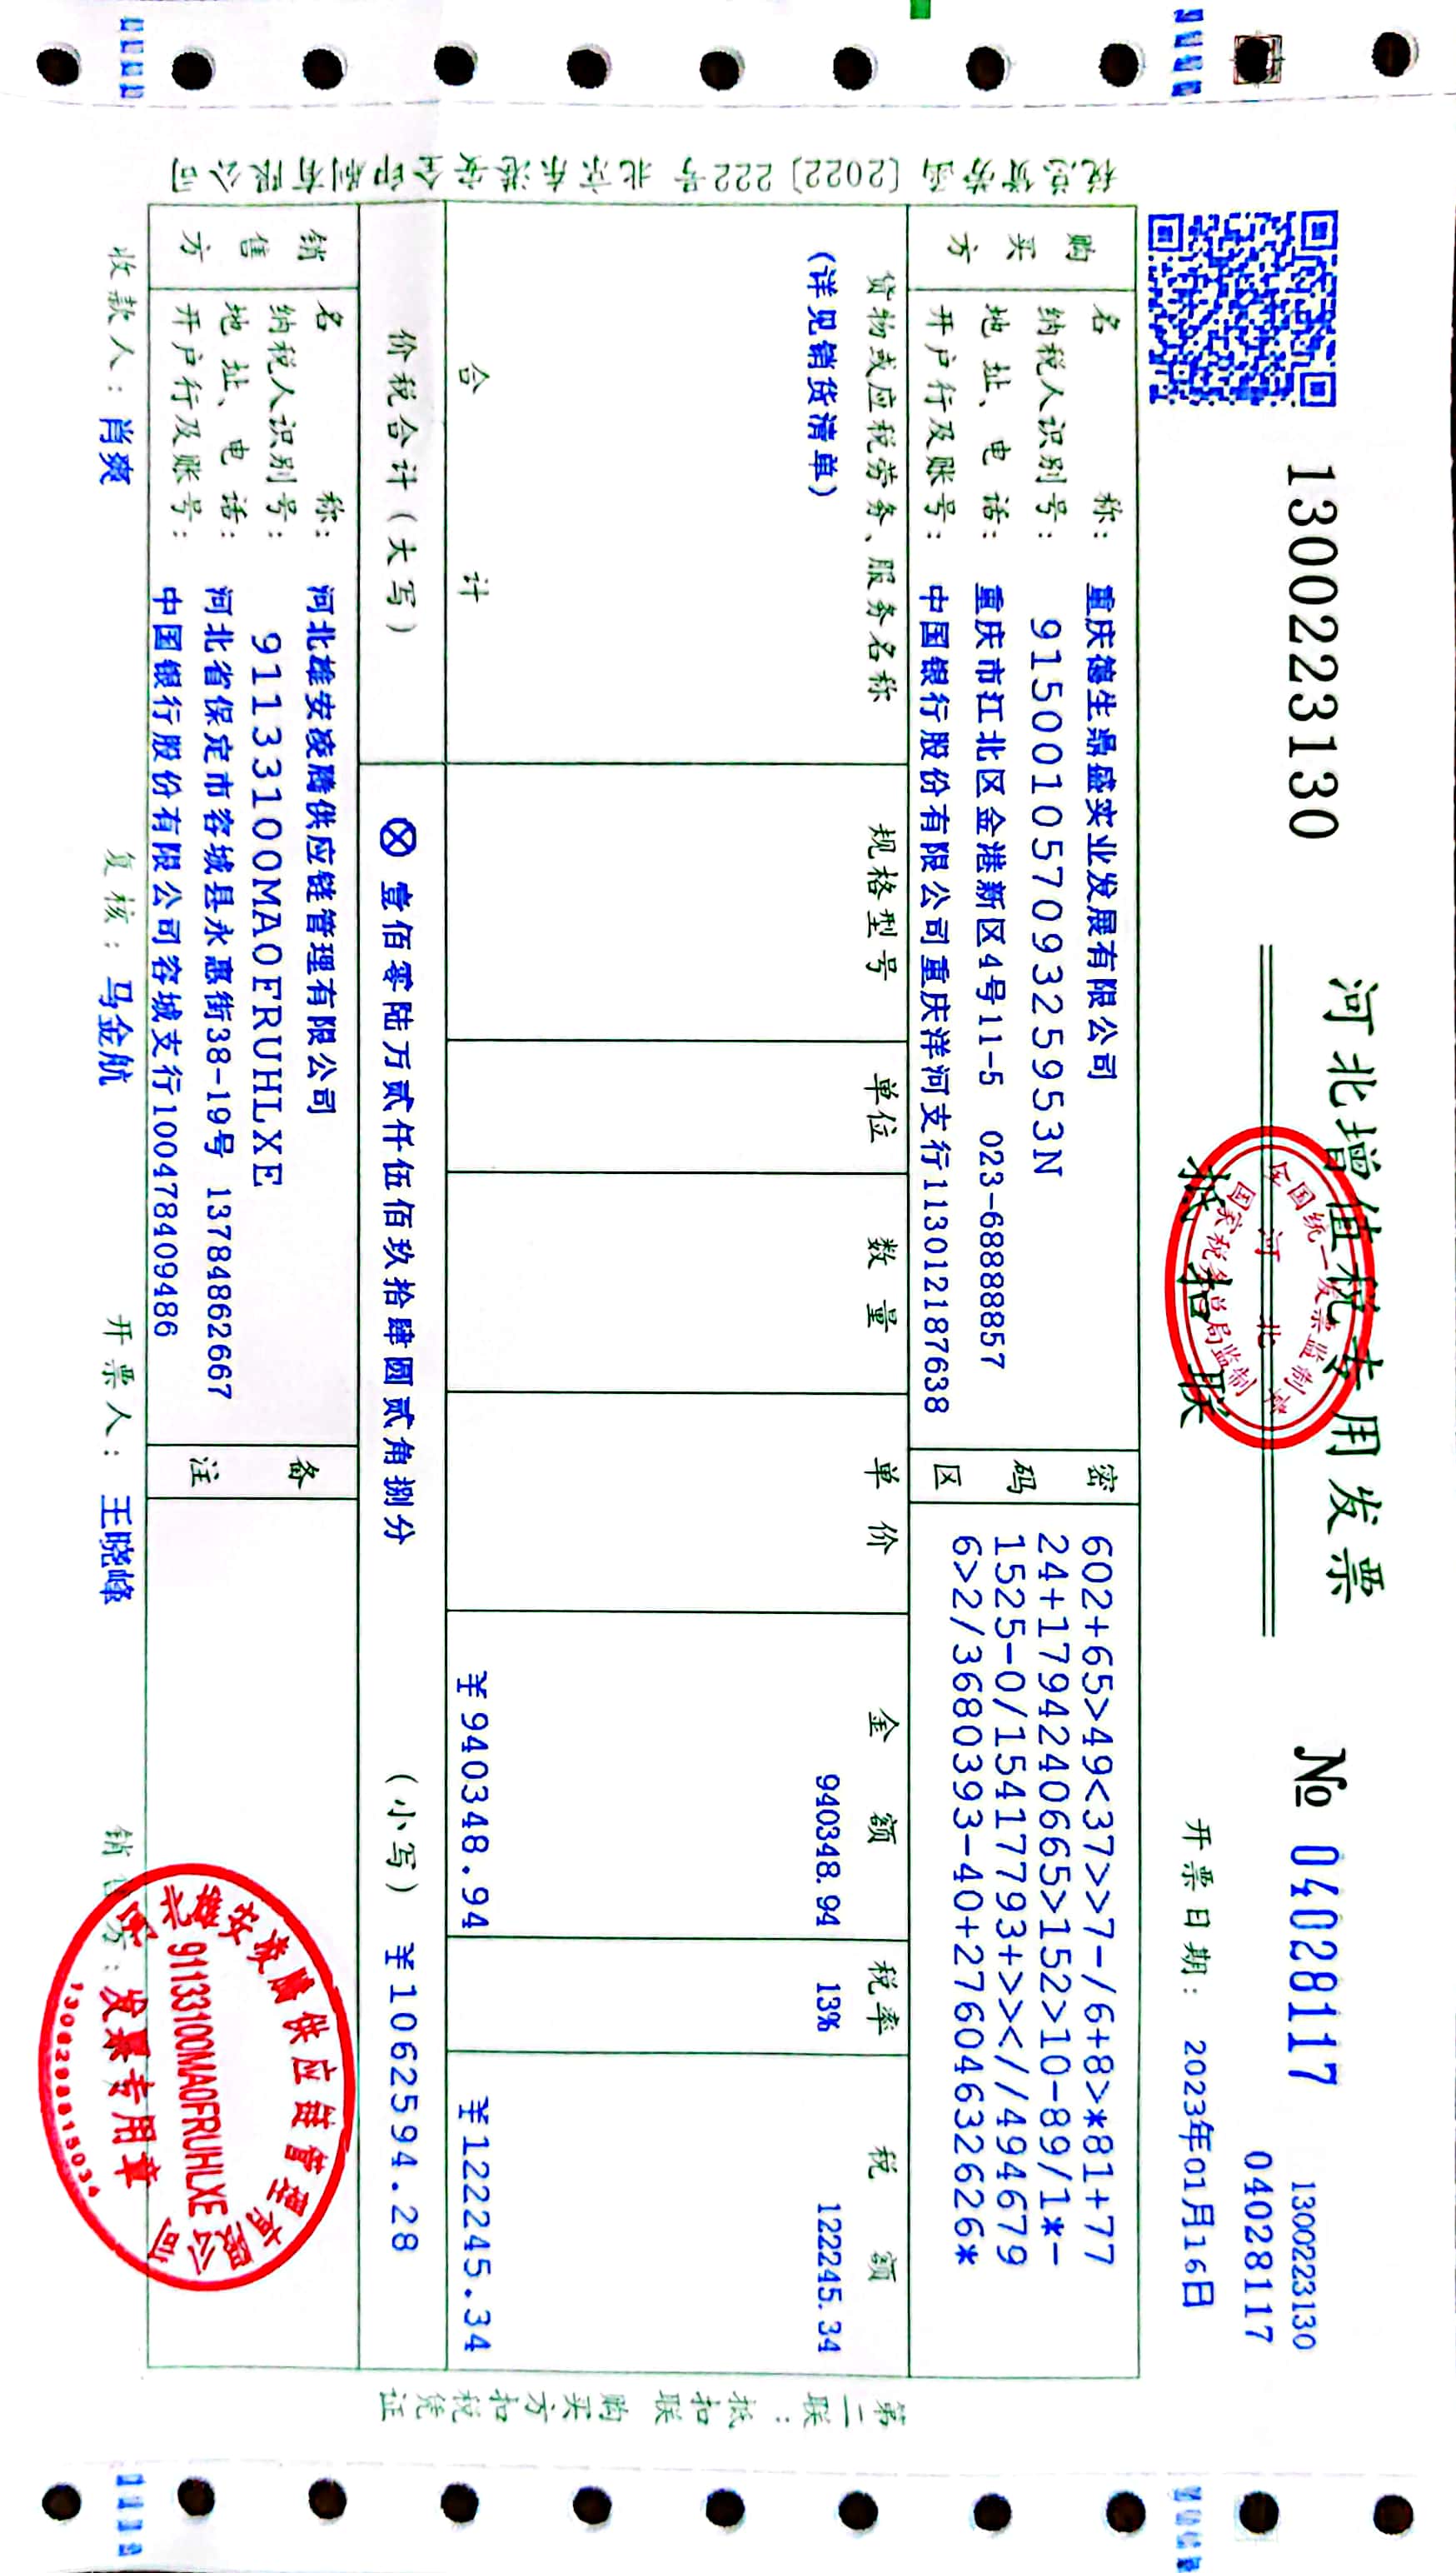 1300223130
河北增值税专用发票
№ 04028117
1300223130
04028117
抵扣联
全国统一发票监制章
河北
国家税务总局监制
开票日期: 2023年01月16日
税总货劳函〔2022〕222号 北京东港安全印制有限公司
购买方
名 称: 重庆德生鼎盛实业发展有限公司
纳税人识别号: 91500105709325953N
地 址、电 话: 重庆市江北区金港新区4号11-5 023-68888857
开户行及账号: 中国银行股份有限公司重庆洋河支行113012187638
密码区
602+65>49<37>>7-/6+8>*81+77
24+1794240665>152>10-89/1*-
1525-0/15417793+>><//494679
6>2/3680393-40+27604632626*
货物或应税劳务、服务名称 规格型号 单位 数量 单价 金额 税率 税额
(详见销货清单) 940348.94 13% 122245.34
合计 ¥940348.94 ¥122245.34
价税合计(大写) ⊗壹佰零陆万贰仟伍佰玖拾肆圆贰角捌分 (小写) ¥1062594.28
销售方
名 称: 河北雄安凌腾供应链管理有限公司
纳税人识别号: 91133100MA0FRUHLXE
地 址、电 话: 河北省保定市容城县永惠街38-19号 13784862667
开户行及账号: 中国银行股份有限公司容城支行100478409486
备注
收款人: 肖爽 复核: 马金航 开票人: 王晓峰 销售方:
河北雄安凌腾供应链管理有限公司
91133100MA0FRUHLXE
发票专用章
1306298815034
第二联: 抵扣联 购买方扣税凭证